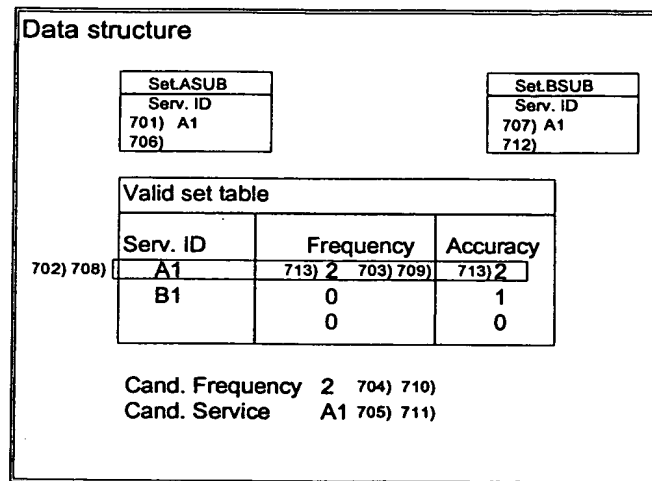 Data structure
Set.ASUB
Serv. ID
701) A1
706)
Set.BSUB
Serv. ID
707) A1
712)
Valid set table
Serv. ID Frequency Accuracy
702) 708) A1 713) 2 703) 709) 713) 2
B1 0 1
0 0
Cand. Frequency 2 704) 710)
Cand. Service A1 705) 711)